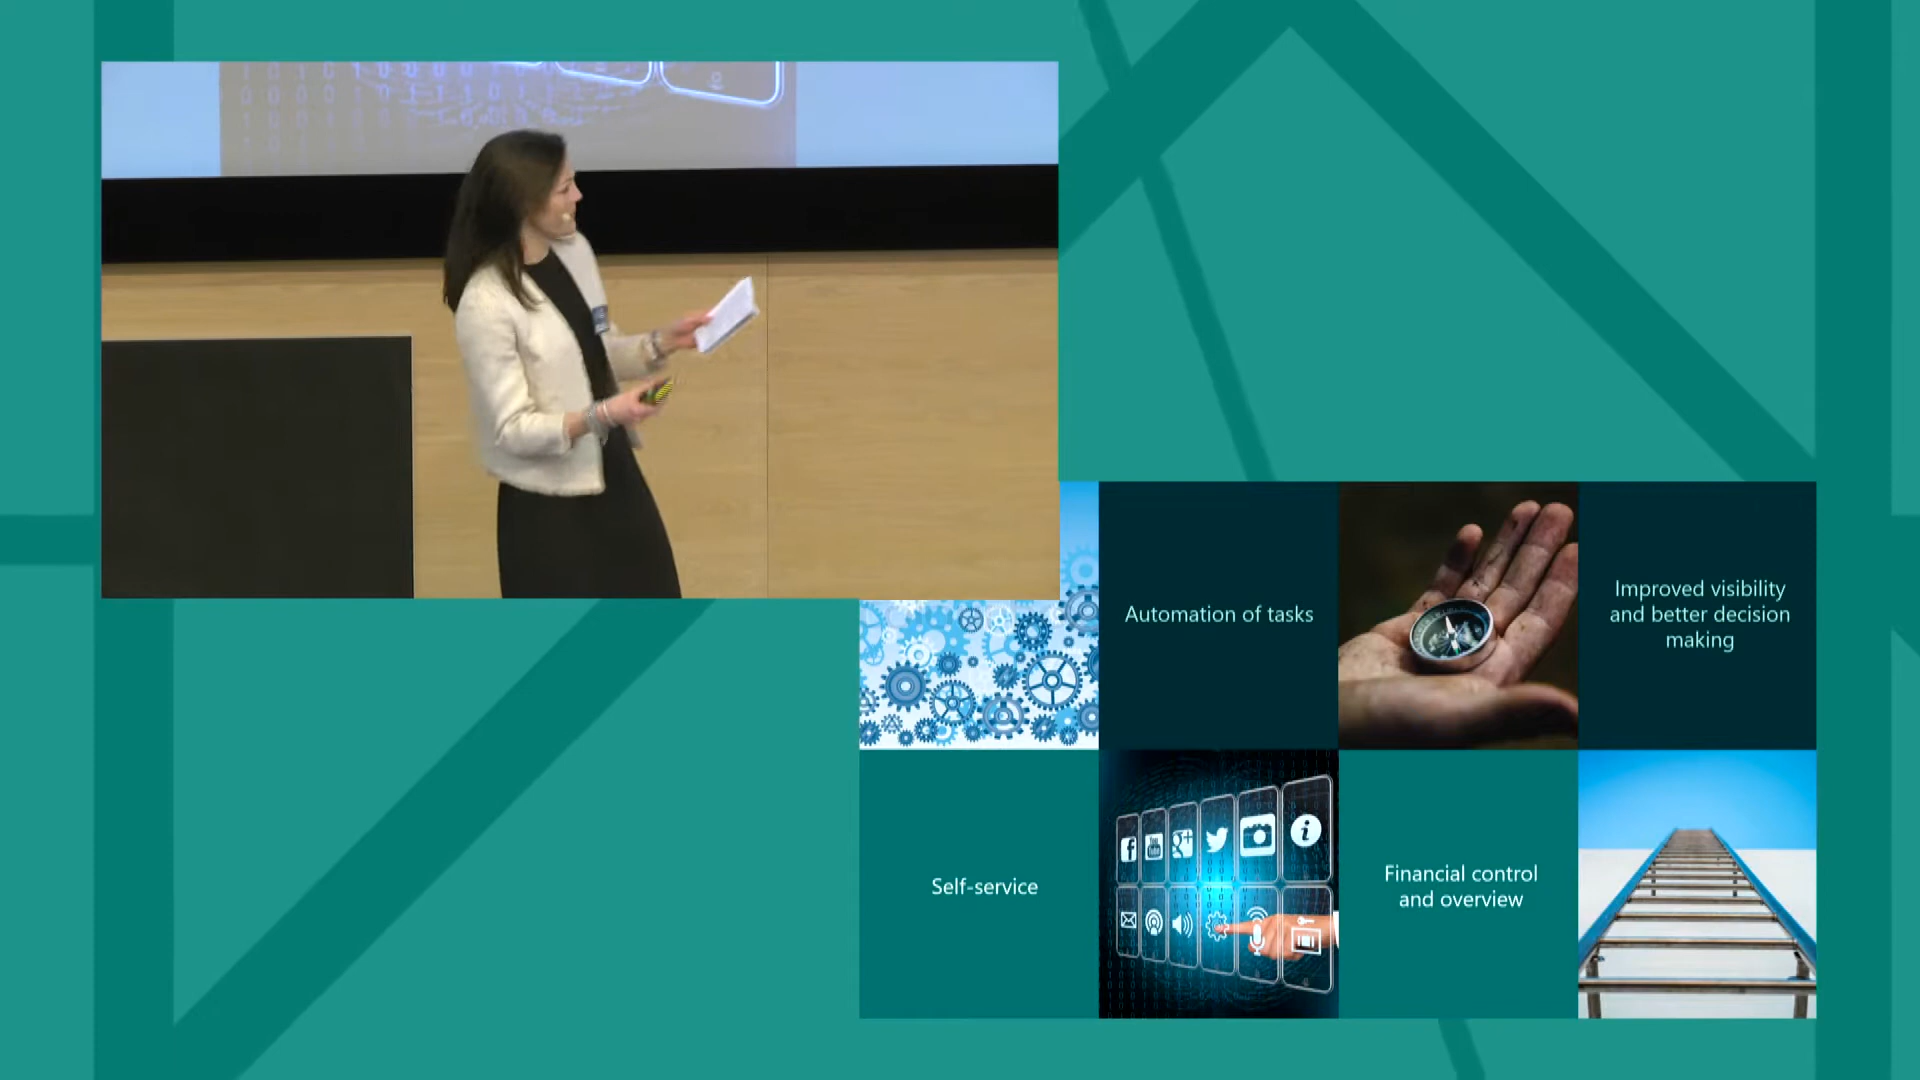 Automation of tasks
Improved visibility
and better decision
making
Self-service
Financial control
and overview